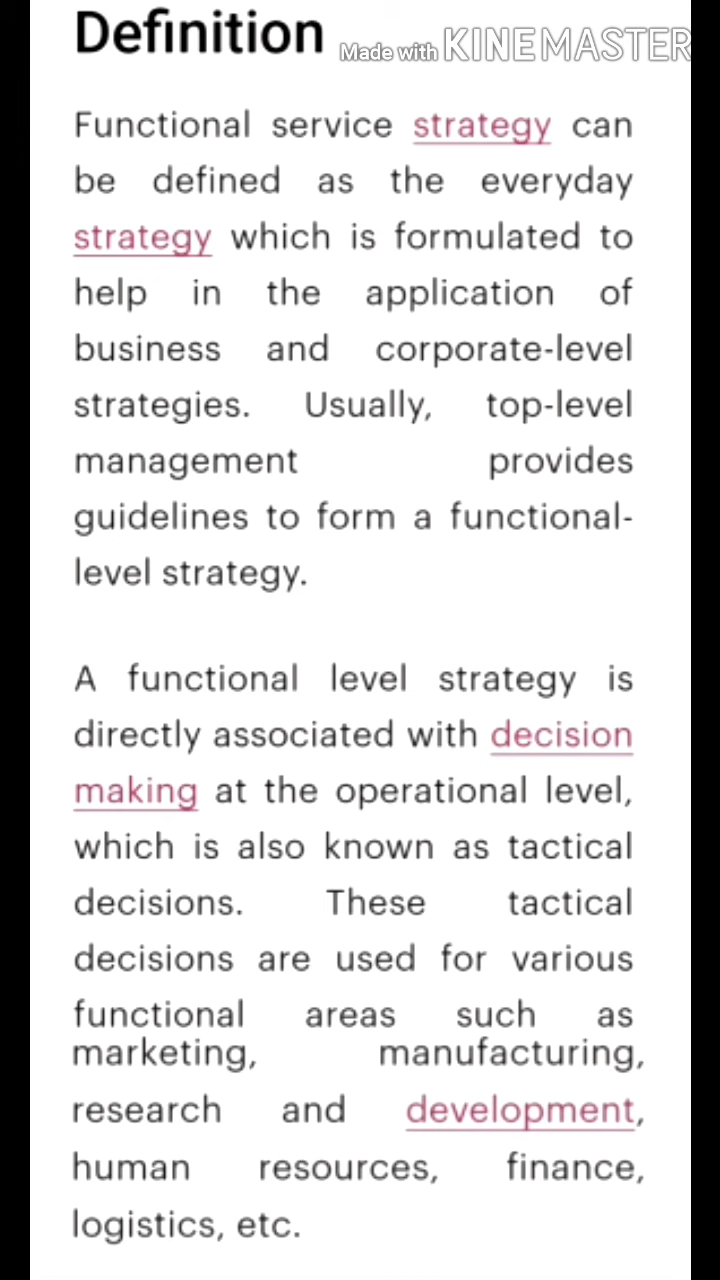 Definition
Made with KINEMASTER
Functional service strategy can
be defined as the everyday
strategy which is formulated to
help in the application of
business and corporate-level
strategies. Usually, top-level
management provides
guidelines to form a functional-
level strategy.
A functional level strategy is
directly associated with decision
making at the operational level,
which is also known as tactical
decisions. These tactical
decisions are used for various
functional areas such as
marketing, manufacturing,
research and development,
human resources, finance,
logistics, etc.